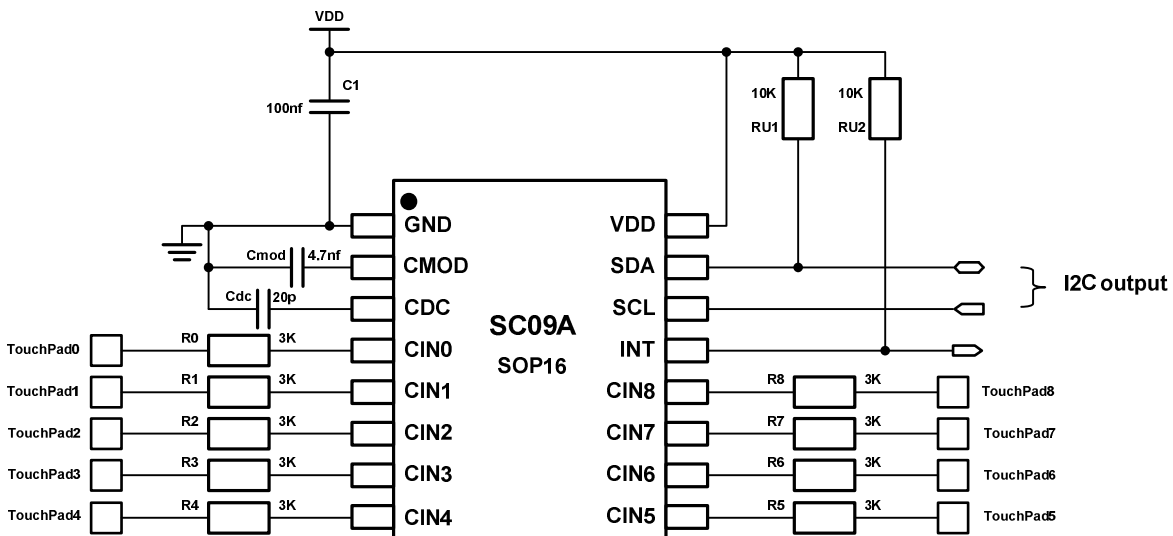 VDD
C1
100nf
10K
RU1
10K
RU2
GND
VDD
Cmod
4.7nf
CMOD
SDA
I2C output
Cdc
20p
CDC
SCL
SC09A
SOP16
TouchPad0
R0
3K
CIN0
INT
TouchPad1
R1
3K
CIN1
CIN8
R8
3K
TouchPad8
TouchPad2
R2
3K
CIN2
CIN7
R7
3K
TouchPad7
TouchPad3
R3
3K
CIN3
CIN6
R6
3K
TouchPad6
TouchPad4
R4
3K
CIN4
CIN5
R5
3K
TouchPad5